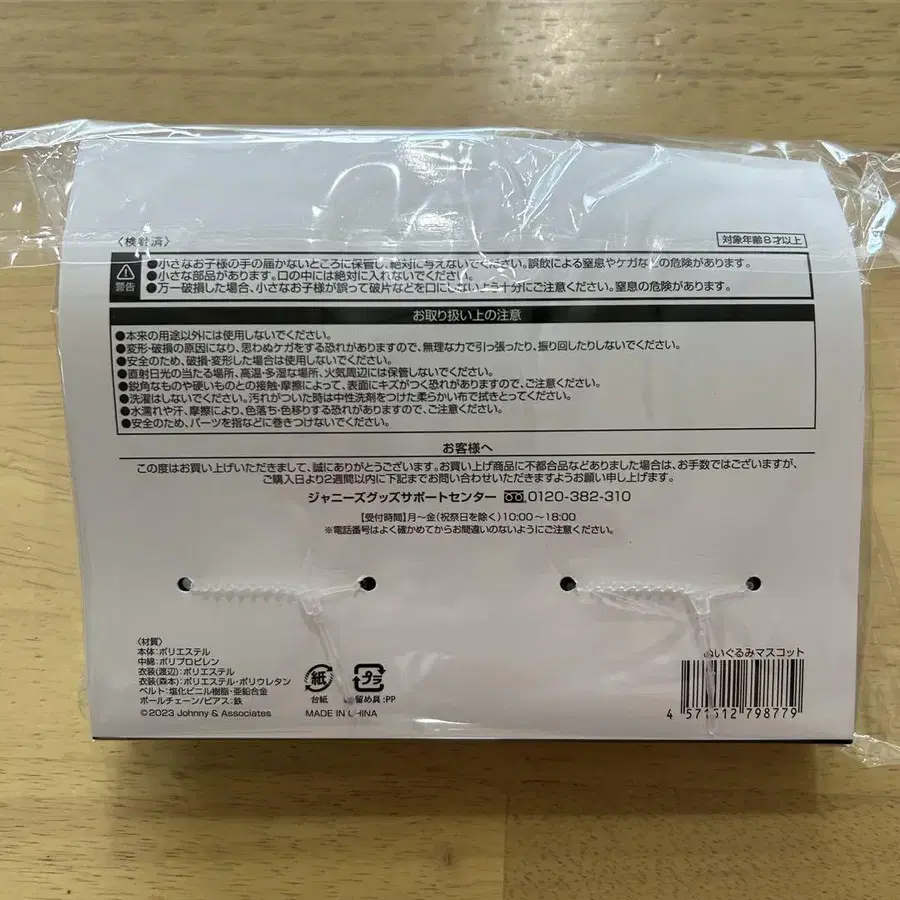 〈検針済〉
対象年齢8才以上
警告
●小さなお子様の手の届かないところに保管し、絶対に与えないでください。誤飲による窒息やケガなどの危険があります。
●小さな部品があります。口の中には絶対に入れないでください。
●万一破損した場合、小さなお子様が誤って破片などを口にしないよう十分にご注意ください。窒息の危険があります。
お取り扱い上の注意
●本来の用途以外には使用しないでください。
●変形・破損の原因になり、思わぬケガをする恐れがありますので、無理な力で引っ張ったり、振り回したりしないでください。
●安全のため、破損・変形した場合は使用しないでください。
●直射日光の当たる場所、高温・多湿な場所、火気周辺には保管しないでください。
●鋭角なものや硬いものとの接触・摩擦によって、表面にキズがつく恐れがありますので、ご注意ください。
●洗濯はしないでください。汚れがついた時は中性洗剤をつけた柔らかい布で拭きとってください。
●水濡れや汗、摩擦により、色落ち・色移りする恐れがありますので、ご注意ください。
●安全のため、パーツを指などに巻きつけないでください。
お客様へ
この度はお買い上げいただきまして、誠にありがとうございます。お買い上げ商品に不都合品などありました場合は、お手数ではございますが、
ご購入日より2週間以内に下記までお問い合わせいただきますようお願い申し上げます。
ジャニーズグッズサポートセンター 0120-382-310
【受付時間】月～金(祝祭日を除く)10:00～18:00
※電話番号はよく確かめてからお間違いのないようにご注意ください。
〈材質〉
本体:ポリエステル
中綿:ポリプロピレン
衣装(渡辺):ポリエステル
衣装(森本):ポリエステル・ポリウレタン
ベルト:塩化ビニル樹脂・亜鉛合金
ボールチェーン/ピアス:鉄
©2023 Johnny & Associates
紙
台紙
プラ
留め具:PP
MADE IN CHINA
ぬいぐるみマスコット
4 571512 798779